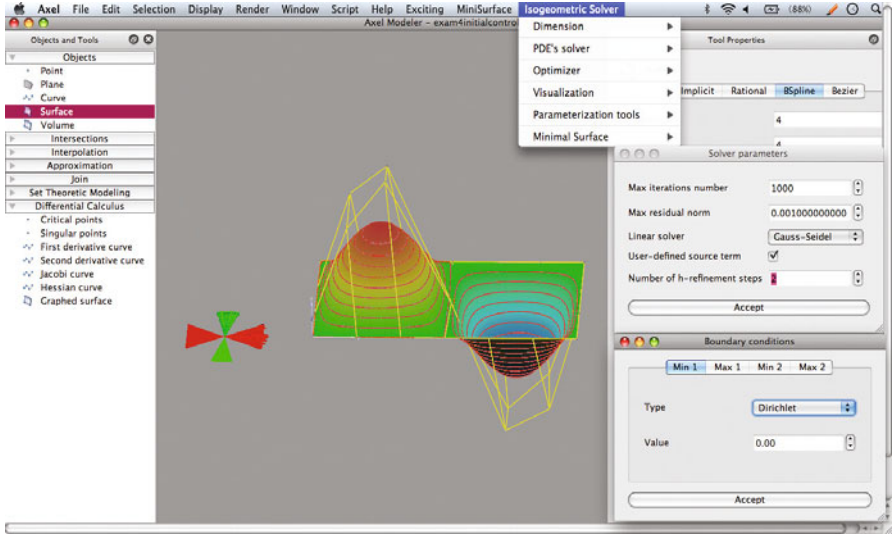 Axel File Edit Selection Display Render Window Script Help Exciting MiniSurface Isogeometric Solver (88%)
Axel Modeler – exam4initialcontro
Dimension
PDE's solver
Optimizer
Visualization
Parameterization tools
Minimal Surface
Objects and Tools
Objects
Point
Plane
Curve
Surface
Volume
Intersections
Interpolation
Approximation
Join
Set Theoretic Modeling
Differential Calculus
Critical points
Singular points
First derivative curve
Second derivative curve
Jacobi curve
Hessian curve
Graphed surface
Tool Properties
Implicit Rational BSpline Bezier
4
Solver parameters
Max iterations number 1000
Max residual norm 0.001000000000
Linear solver Gauss-Seidel
User-defined source term
Number of h-refinement steps 2
Accept
Boundary conditions
Min 1 Max 1 Min 2 Max 2
Type Dirichlet
Value 0.00
Accept